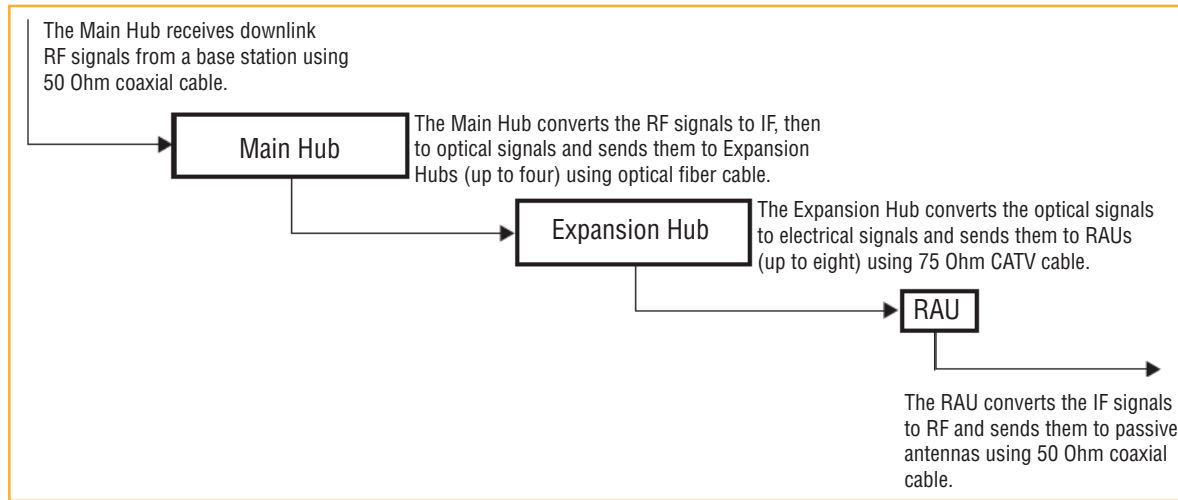 The Main Hub receives downlink
RF signals from a base station using
50 Ohm coaxial cable.
Main Hub
The Main Hub converts the RF signals to IF, then
to optical signals and sends them to Expansion
Hubs (up to four) using optical fiber cable.
Expansion Hub
The Expansion Hub converts the optical signals
to electrical signals and sends them to RAUs
(up to eight) using 75 Ohm CATV cable.
RAU
The RAU converts the IF signals
to RF and sends them to passive
antennas using 50 Ohm coaxial
cable.